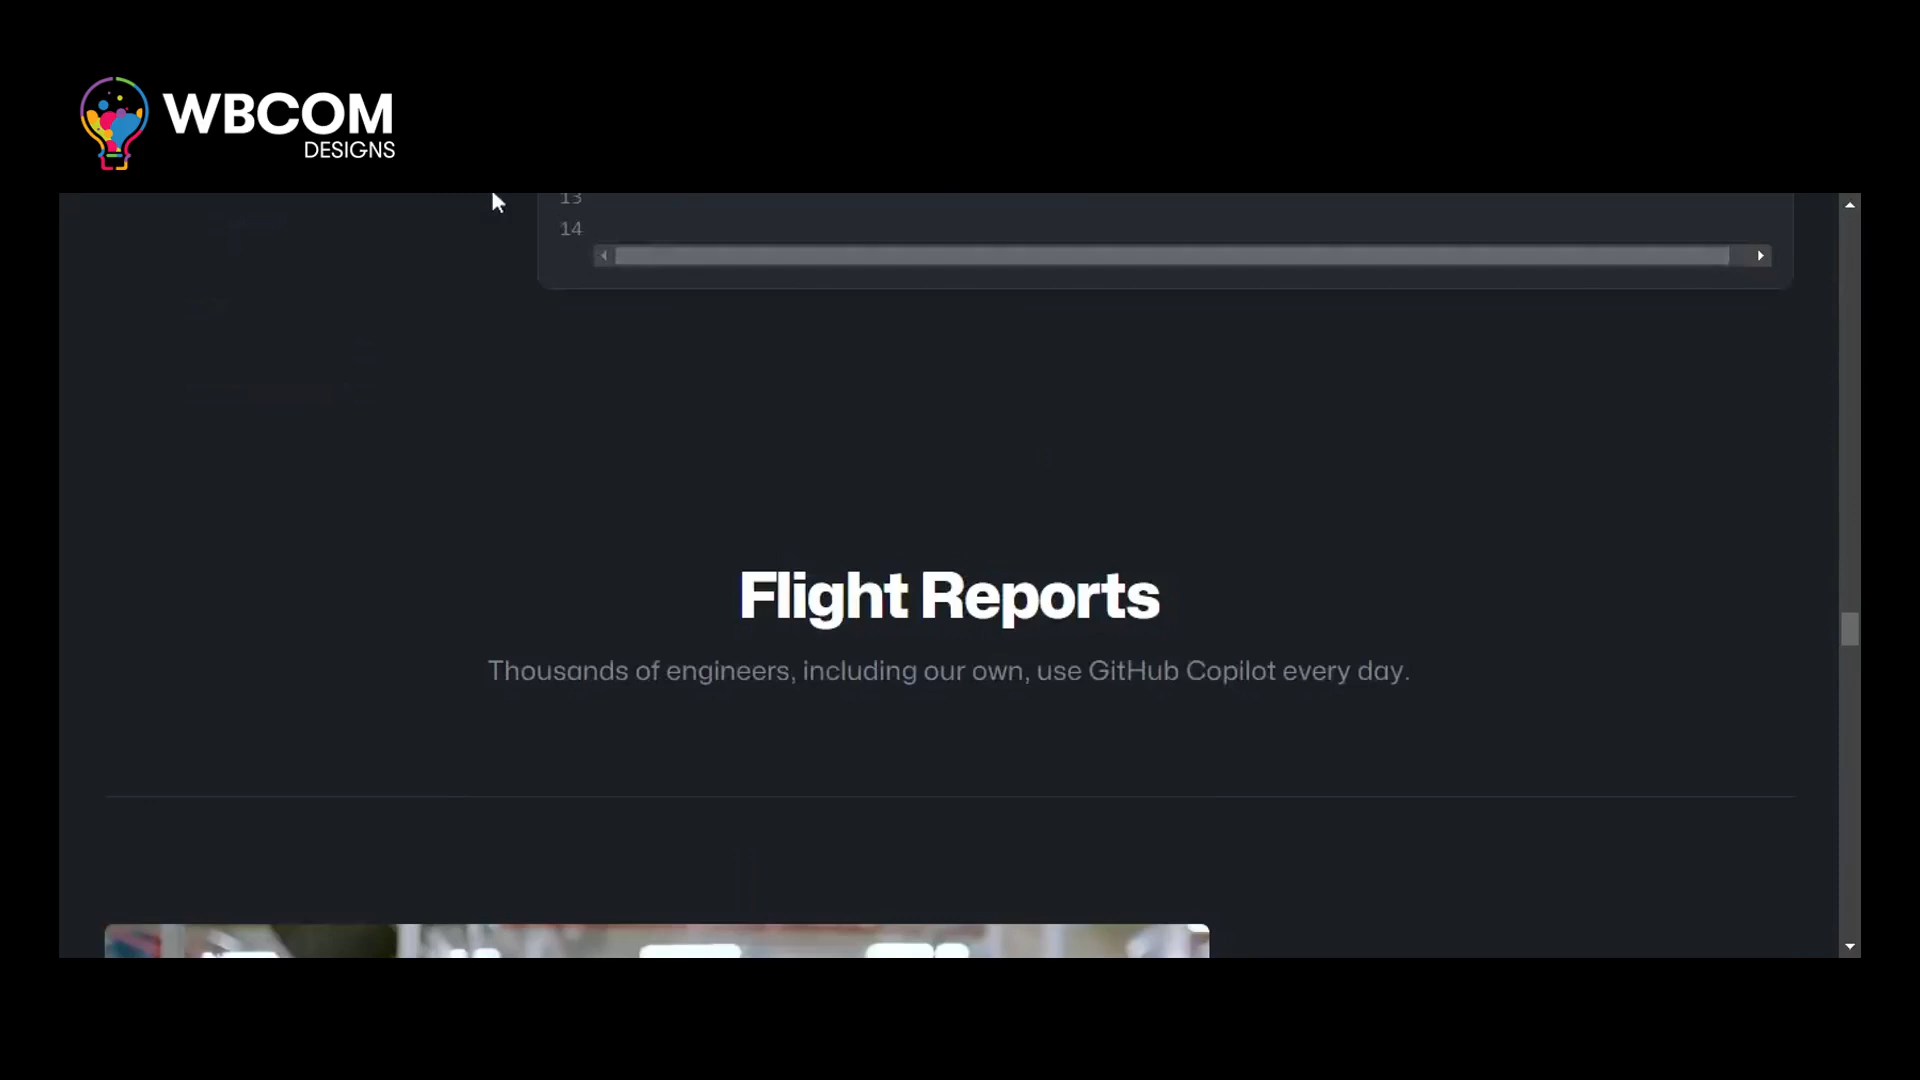 WBCOM
DESIGNS
13
14
Flight Reports
Thousands of engineers, including our own, use GitHub Copilot every day.